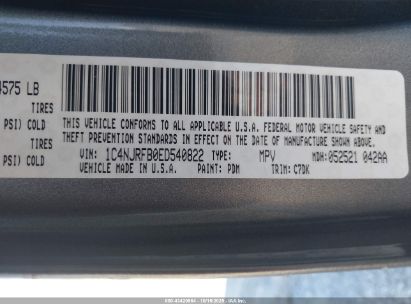 4575 LB
TIRES
PSI) COLD
TIRES
PSI) COLD
THIS VEHICLE CONFORMS TO ALL APPLICABLE U.S.A. FEDERAL MOTOR VEHICLE SAFETY AND
THEFT PREVENTION STANDARDS IN EFFECT ON THE DATE OF MANUFACTURE SHOWN ABOVE.
VIN: 1C4NJRFB0ED540822 TYPE: MPV MDH: 052521 042AA
VEHICLE MADE IN U.S.A. PAINT: PDM TRIM: C7DK